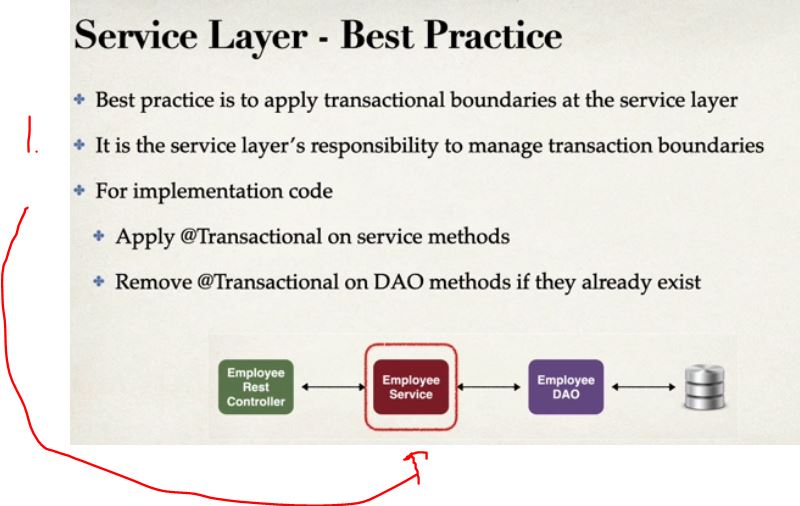 Service Layer - Best Practice
Best practice is to apply transactional boundaries at the service layer
1.
It is the service layer’s responsibility to manage transaction boundaries
For implementation code
Apply @Transactional on service methods
Remove @Transactional on DAO methods if they already exist
Employee
Rest
Controller
Employee
Service
Employee
DAO